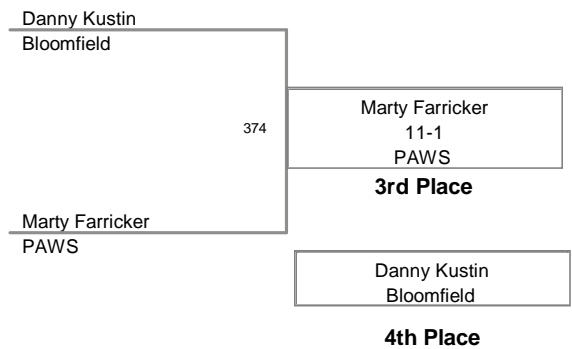 Danny Kustin
Bloomfield
374
Marty Farricker
11-1
PAWS
3rd Place
Marty Farricker
PAWS
Danny Kustin
Bloomfield
4th Place